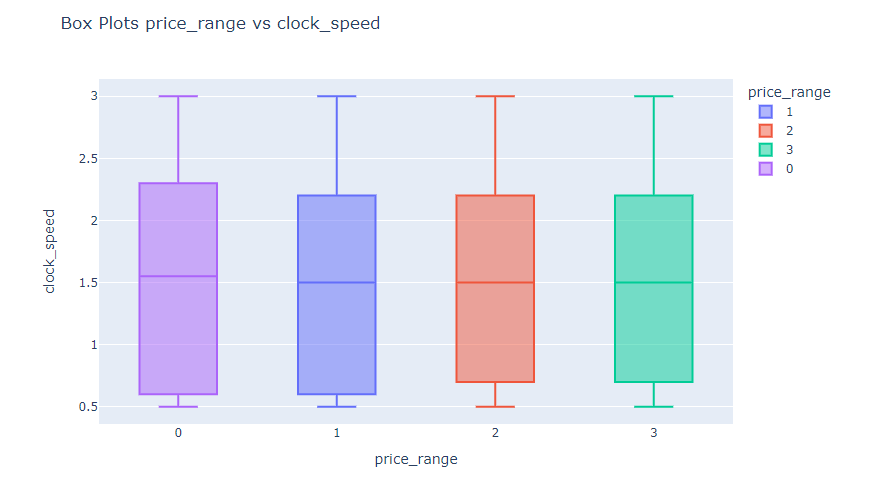 Box Plots price_range vs clock_speed
price_range
1
2
3
0
3
2.5
2
1.5
1
0.5
clock_speed
0 1 2 3
price_range